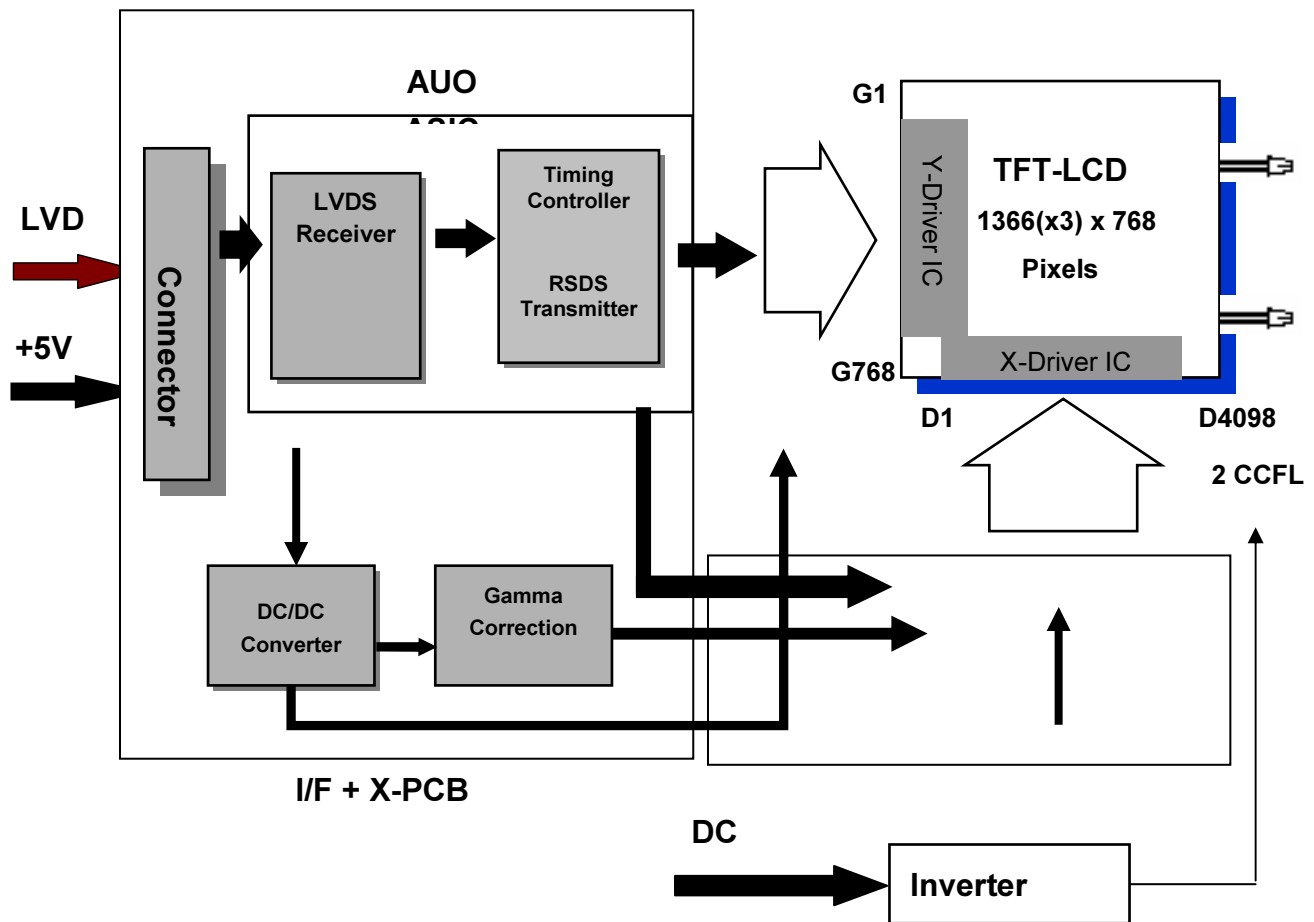 AUO
ASIC
LVD
+5V
Connector
LVDS
Receiver
Timing
Controller
RSDS
Transmitter
DC/DC
Converter
Gamma
Correction
I/F + X-PCB
G1
Y-Driver IC
TFT-LCD
1366(x3) x 768
Pixels
G768
X-Driver IC
D1
D4098
2 CCFL
DC
Inverter